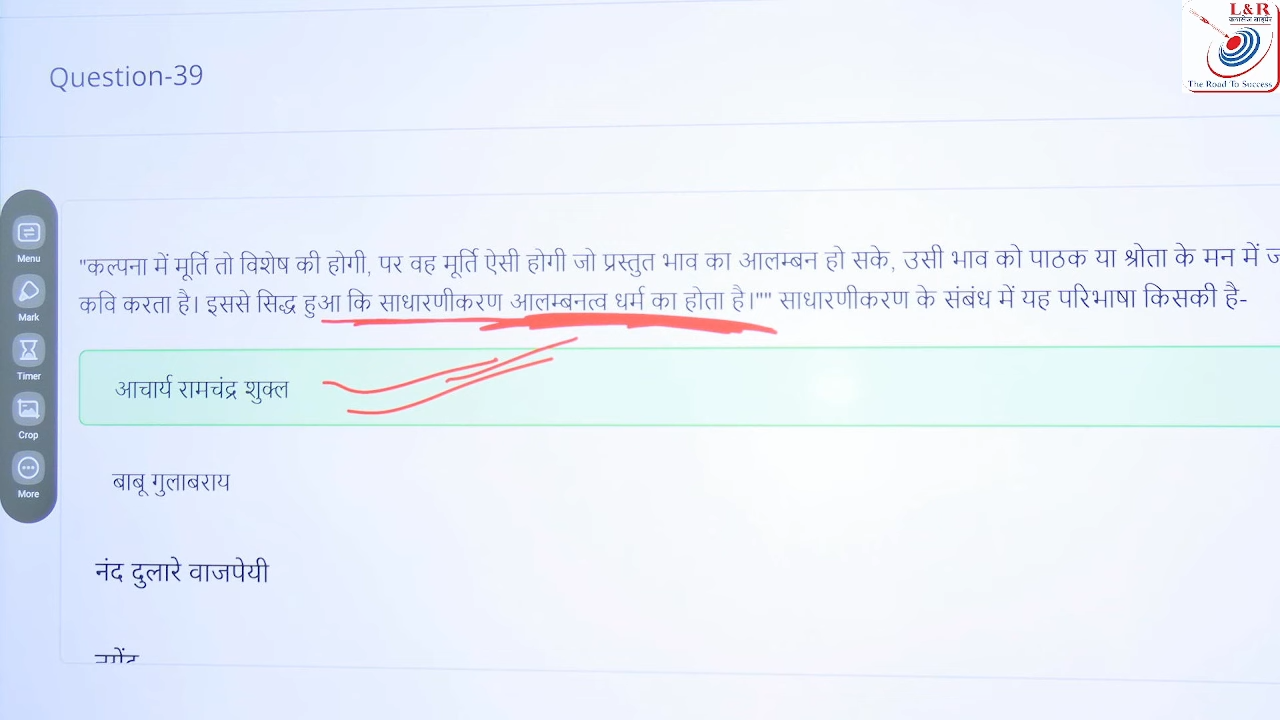 L&R
The Road To Success
Question-39
"कल्पना में मूर्ति तो विशेष की होगी, पर वह मूर्ति ऐसी होगी जो प्रस्तुत भाव का आलम्बन हो सके, उसी भाव को पाठक या श्रोता के मन में
कवि करता है। इससे सिद्ध हुआ कि साधारणीकरण आलम्बनत्व धर्म का होता है।"" साधारणीकरण के संबंध में यह परिभाषा किसकी है-
Menu
Mark
Timer
Crop
More
आचार्य रामचंद्र शुक्ल
बाबू गुलाबराय
नंद दुलारे वाजपेयी